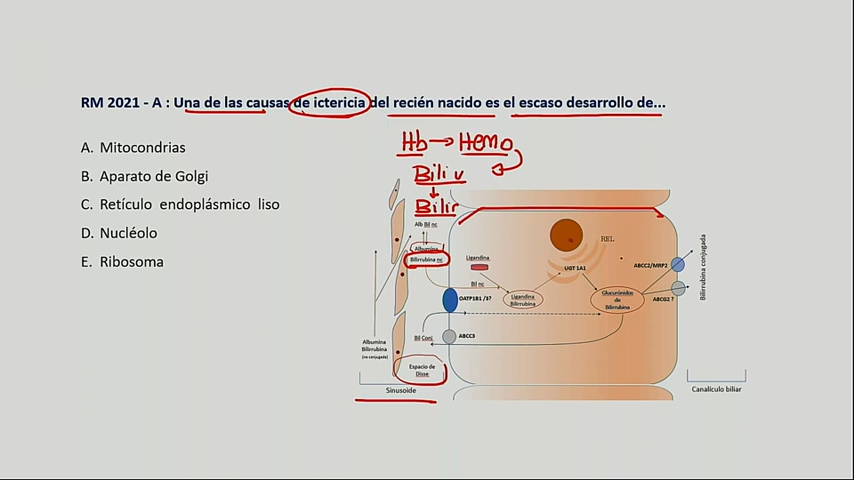 RM 2021 - A : Una de las causas de ictericia del recién nacido es el escaso desarrollo de...
A. Mitocondrias
B. Aparato de Golgi
C. Retículo endoplásmico liso
D. Nucléolo
E. Ribosoma
Hb → Hemo
Biliv
Bilir
Alb Bil nc
Albumina
Bilirrubina nc
Ligandina
Bil nc
OATP1B1 /3?
Ligandina
Bilirrubina
UGT 1A1
REL
Glucurónidos
de
Bilirrubina
ABCC2/MRP2
ABCG2 ?
Bilirrubina conjugada
Bil Conj
ABCC3
Albumina
Bilirrubina
(no conjugada)
Espacio de
Disse
Sinusoide
Canalículo biliar